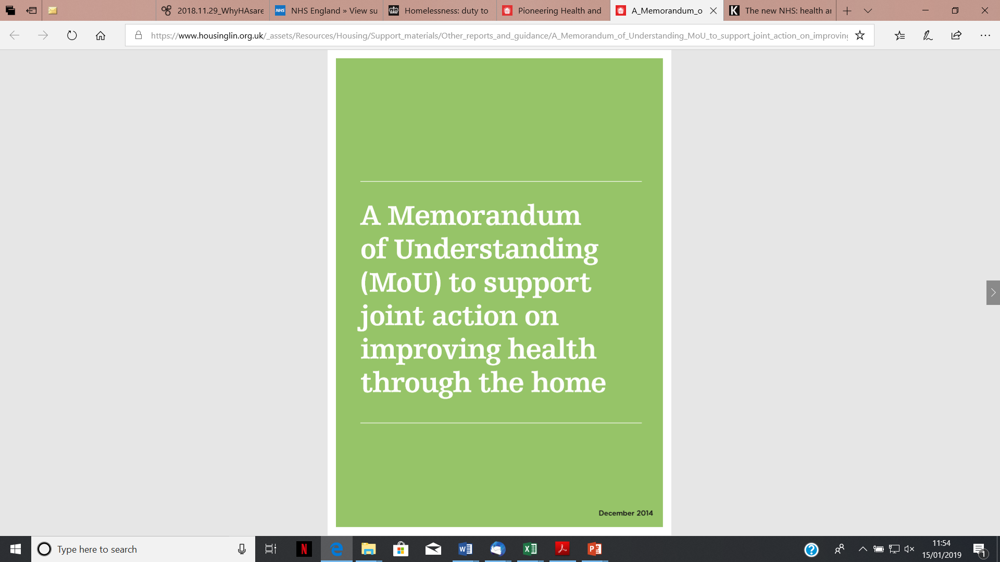 2018.11.29_WhyHAsare
NHS England » View su
Homelessness: duty to
Pioneering Health and
A_Memorandum_o
The new NHS: health a
https://www.housinglin.org.uk/_assets/Resources/Housing/Support_materials/Other_reports_and_guidance/A_Memorandum_of_Understanding_MoU_to_support_joint_action_on_improving
A Memorandum
of Understanding
(MoU) to support
joint action on
improving health
through the home
December 2014
Type here to search
11:54
15/01/2019
1